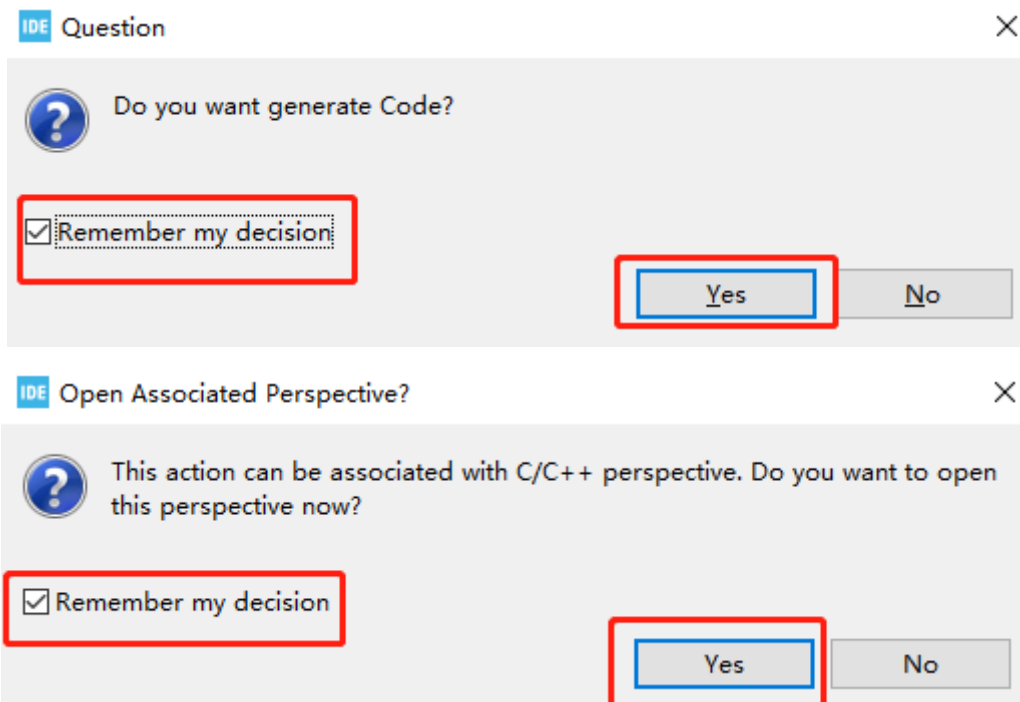 IDE Question
Do you want generate Code?
Remember my decision
Yes No
IDE Open Associated Perspective?
This action can be associated with C/C++ perspective. Do you want to open
this perspective now?
Remember my decision
Yes No